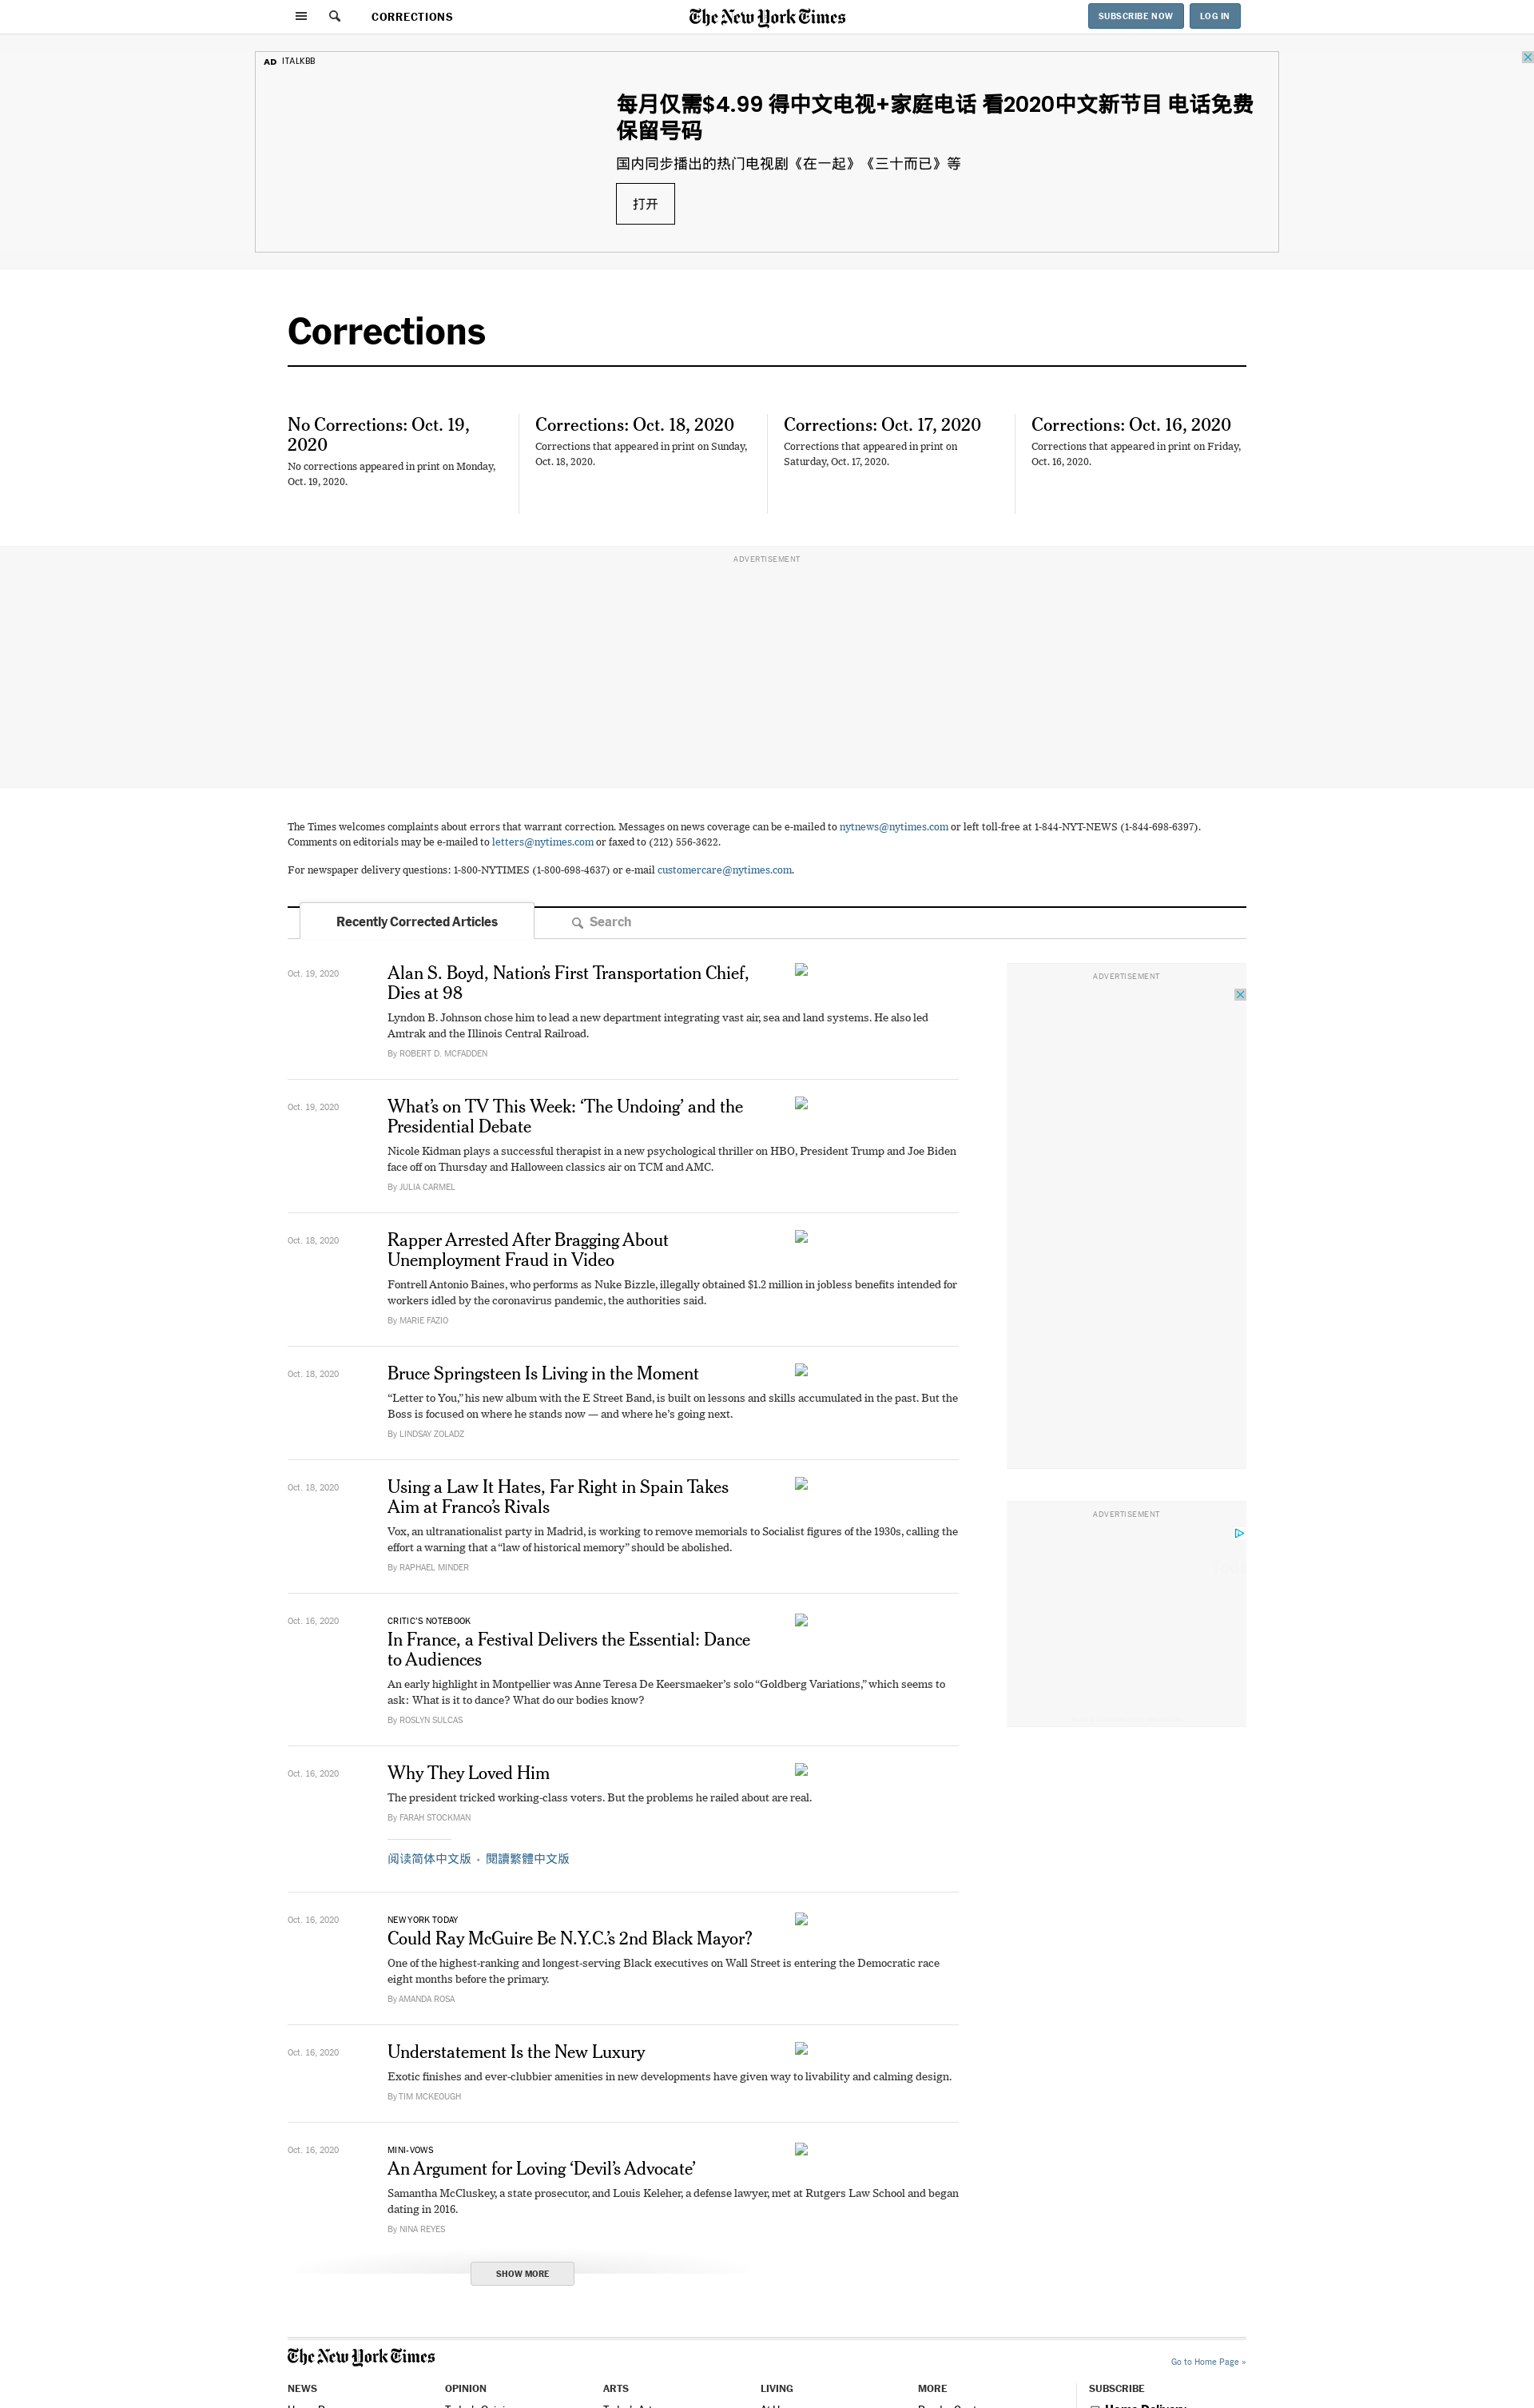 CORRECTIONS
The New York Times
SUBSCRIBE NOW
LOG IN
AD ITALKBB
每月仅需$4.99 得中文电视+家庭电话 看2020中文新节目 电话免费
保留号码
国内同步播出的热门电视剧《在一起》《三十而已》等
打开
Corrections
No Corrections: Oct. 19,
2020
No corrections appeared in print on Monday,
Oct. 19, 2020.
Corrections: Oct. 18, 2020
Corrections that appeared in print on Sunday,
Oct. 18, 2020.
Corrections: Oct. 17, 2020
Corrections that appeared in print on
Saturday, Oct. 17, 2020.
Corrections: Oct. 16, 2020
Corrections that appeared in print on Friday,
Oct. 16, 2020.
ADVERTISEMENT
The Times welcomes complaints about errors that warrant correction. Messages on news coverage can be e-mailed to nytnews@nytimes.com or left toll-free at 1-844-NYT-NEWS (1-844-698-6397).
Comments on editorials may be e-mailed to letters@nytimes.com or faxed to (212) 556-3622.
For newspaper delivery questions: 1-800-NYTIMES (1-800-698-4637) or e-mail customercare@nytimes.com.
Recently Corrected Articles
Search
Oct. 19, 2020
Alan S. Boyd, Nation’s First Transportation Chief,
Dies at 98
Lyndon B. Johnson chose him to lead a new department integrating vast air, sea and land systems. He also led
Amtrak and the Illinois Central Railroad.
By ROBERT D. MCFADDEN
ADVERTISEMENT
Oct. 19, 2020
What’s on TV This Week: ‘The Undoing’ and the
Presidential Debate
Nicole Kidman plays a successful therapist in a new psychological thriller on HBO, President Trump and Joe Biden
face off on Thursday and Halloween classics air on TCM and AMC.
By JULIA CARMEL
Oct. 18, 2020
Rapper Arrested After Bragging About
Unemployment Fraud in Video
Fontrell Antonio Baines, who performs as Nuke Bizzle, illegally obtained $1.2 million in jobless benefits intended for
workers idled by the coronavirus pandemic, the authorities said.
By MARIE FAZIO
Oct. 18, 2020
Bruce Springsteen Is Living in the Moment
“Letter to You,” his new album with the E Street Band, is built on lessons and skills accumulated in the past. But the
Boss is focused on where he stands now — and where he’s going next.
By LINDSAY ZOLADZ
Oct. 18, 2020
Using a Law It Hates, Far Right in Spain Takes
Aim at Franco’s Rivals
Vox, an ultranationalist party in Madrid, is working to remove memorials to Socialist figures of the 1930s, calling the
effort a warning that a “law of historical memory” should be abolished.
By RAPHAEL MINDER
ADVERTISEMENT
Oct. 16, 2020
CRITIC’S NOTEBOOK
In France, a Festival Delivers the Essential: Dance
to Audiences
An early highlight in Montpellier was Anne Teresa De Keersmaeker’s solo “Goldberg Variations,” which seems to
ask: What is it to dance? What do our bodies know?
By ROSLYN SULCAS
Oct. 16, 2020
Why They Loved Him
The president tricked working-class voters. But the problems he railed about are real.
By FARAH STOCKMAN
阅读简体中文版 - 閱讀繁體中文版
Oct. 16, 2020
NEW YORK TODAY
Could Ray McGuire Be N.Y.C.’s 2nd Black Mayor?
One of the highest-ranking and longest-serving Black executives on Wall Street is entering the Democratic race
eight months before the primary.
By AMANDA ROSA
Oct. 16, 2020
Understatement Is the New Luxury
Exotic finishes and ever-clubbier amenities in new developments have given way to livability and calming design.
By TIM MCKEOUGH
Oct. 16, 2020
MINI-VOWS
An Argument for Loving ‘Devil’s Advocate’
Samantha McCluskey, a state prosecutor, and Louis Keleher, a defense lawyer, met at Rutgers Law School and began
dating in 2016.
By NINA REYES
SHOW MORE
The New York Times
Go to Home Page »
NEWS
OPINION
ARTS
LIVING
MORE
SUBSCRIBE